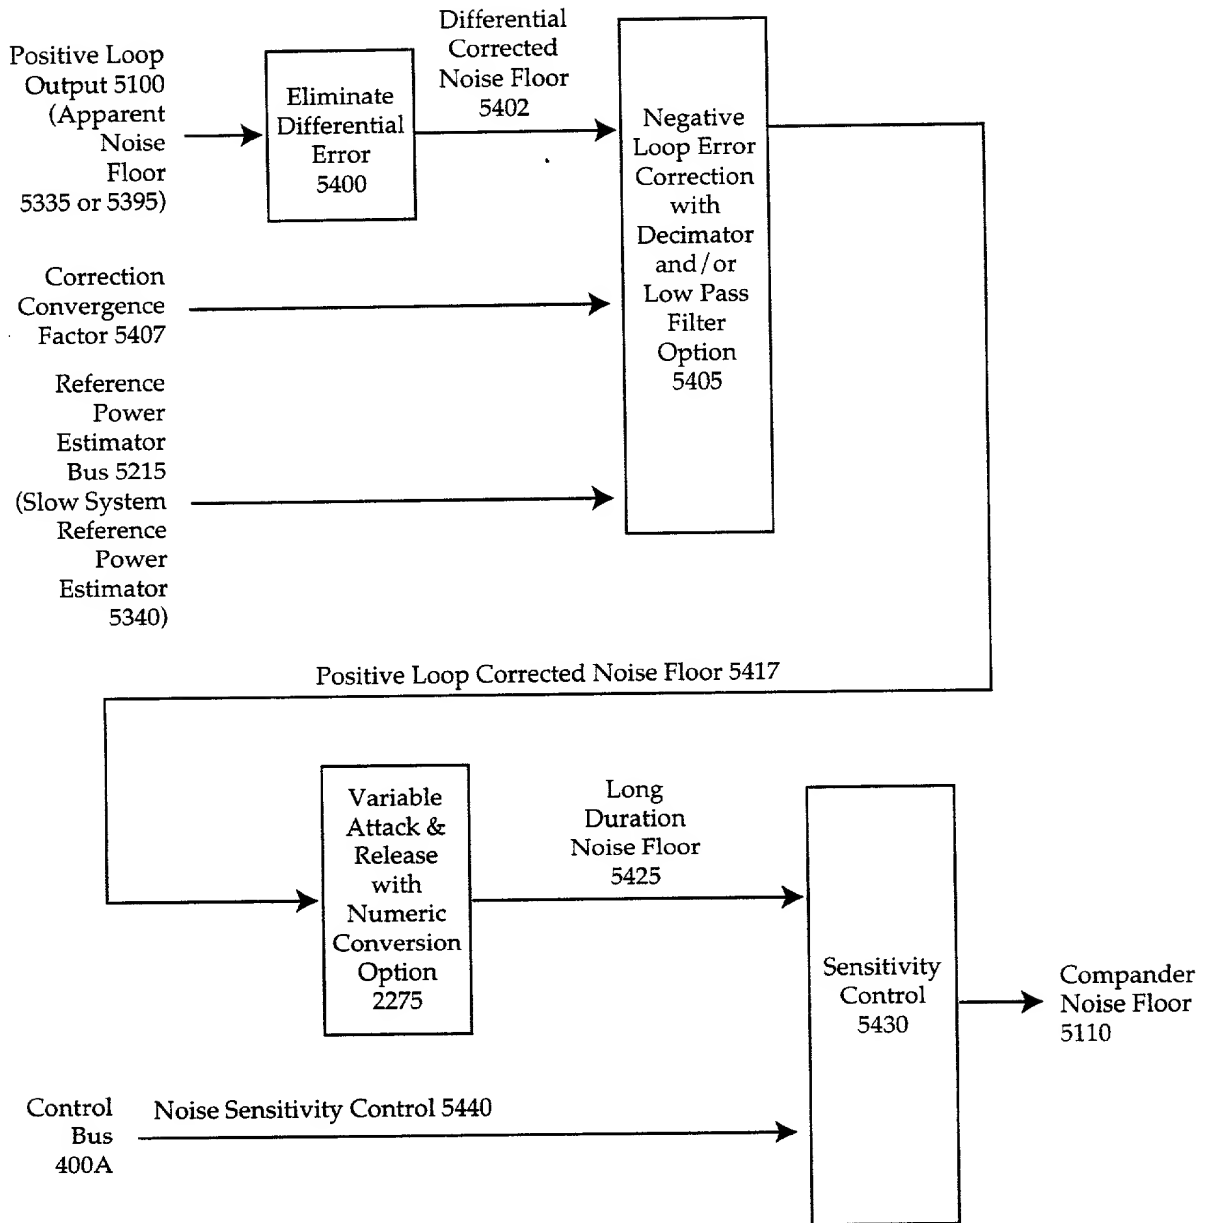 Positive Loop
Output 5100
(Apparent
Noise
Floor
5335 or 5395)
Eliminate
Differential
Error
5400
Differential
Corrected
Noise Floor
5402
Negative
Loop Error
Correction
with
Decimator
and/or
Low Pass
Filter
Option
5405
Correction
Convergence
Factor 5407
Reference
Power
Estimator
Bus 5215
(Slow System
Reference
Power
Estimator
5340)
Positive Loop Corrected Noise Floor 5417
Variable
Attack &
Release
with
Numeric
Conversion
Option
2275
Long
Duration
Noise Floor
5425
Sensitivity
Control
5430
Compander
Noise Floor
5110
Control
Bus
400A
Noise Sensitivity Control 5440